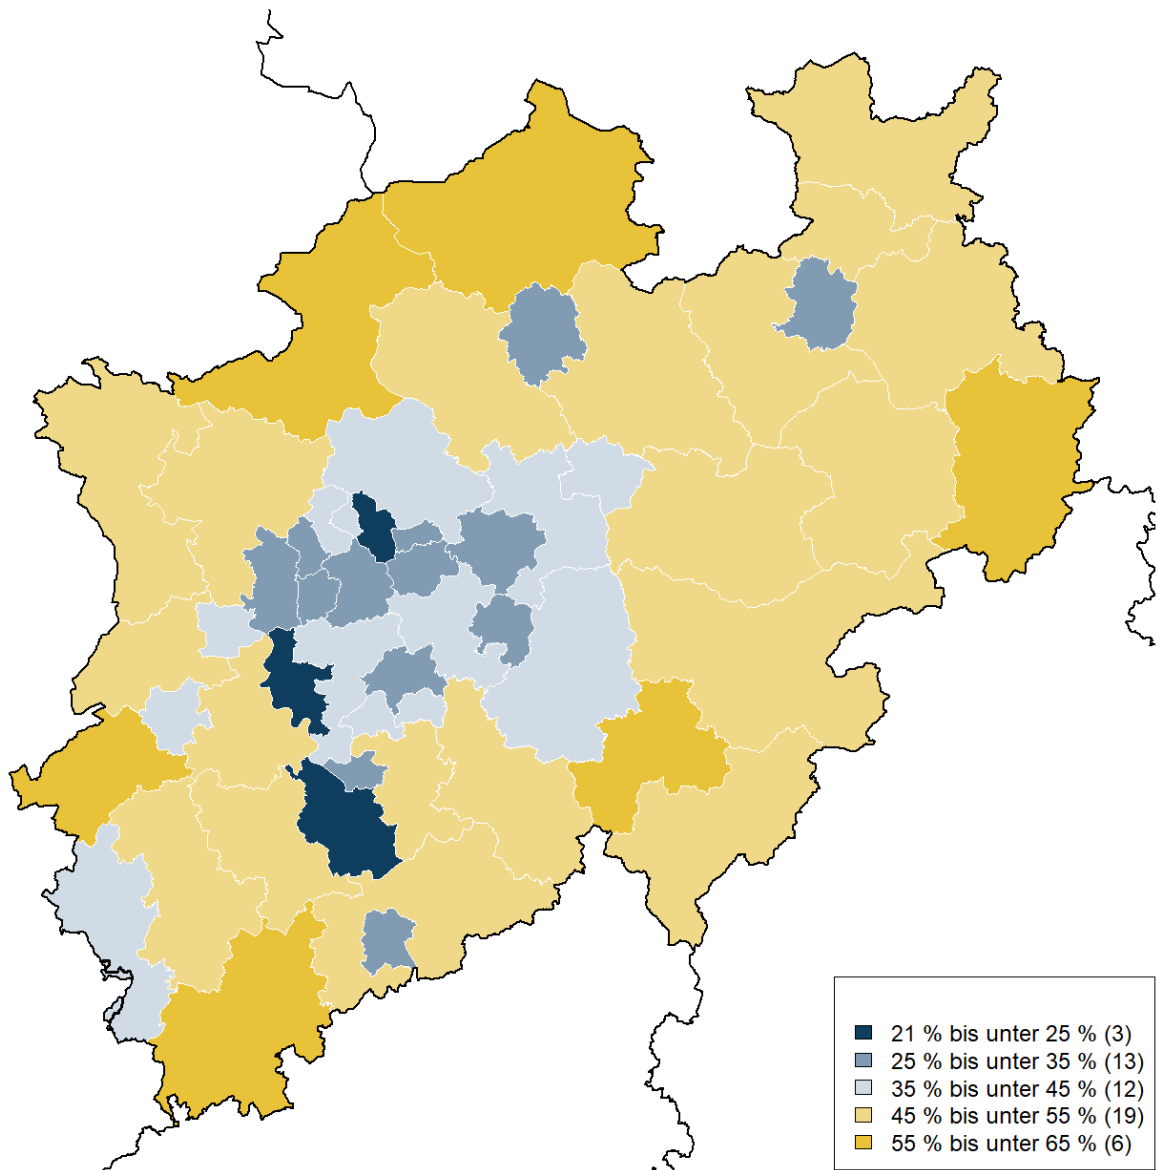 21 % bis unter 25 % (3)
25 % bis unter 35 % (13)
35 % bis unter 45 % (12)
45 % bis unter 55 % (19)
55 % bis unter 65 % (6)